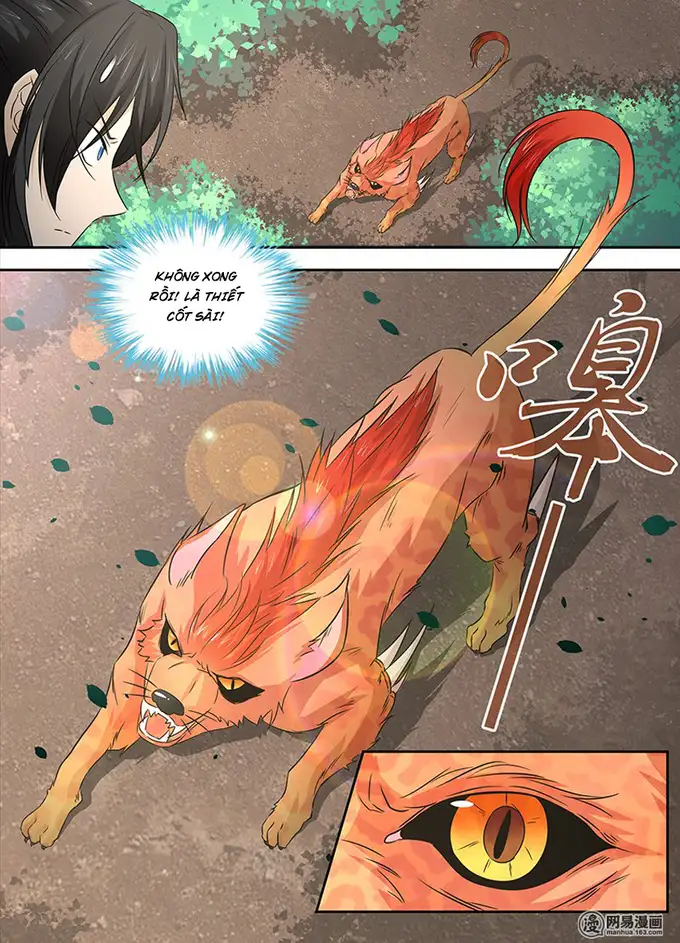 KHÔNG XONG
RỒI! LÀ THIẾT
CỐT SÀI!
嗥
网易漫画
manhua.163.com